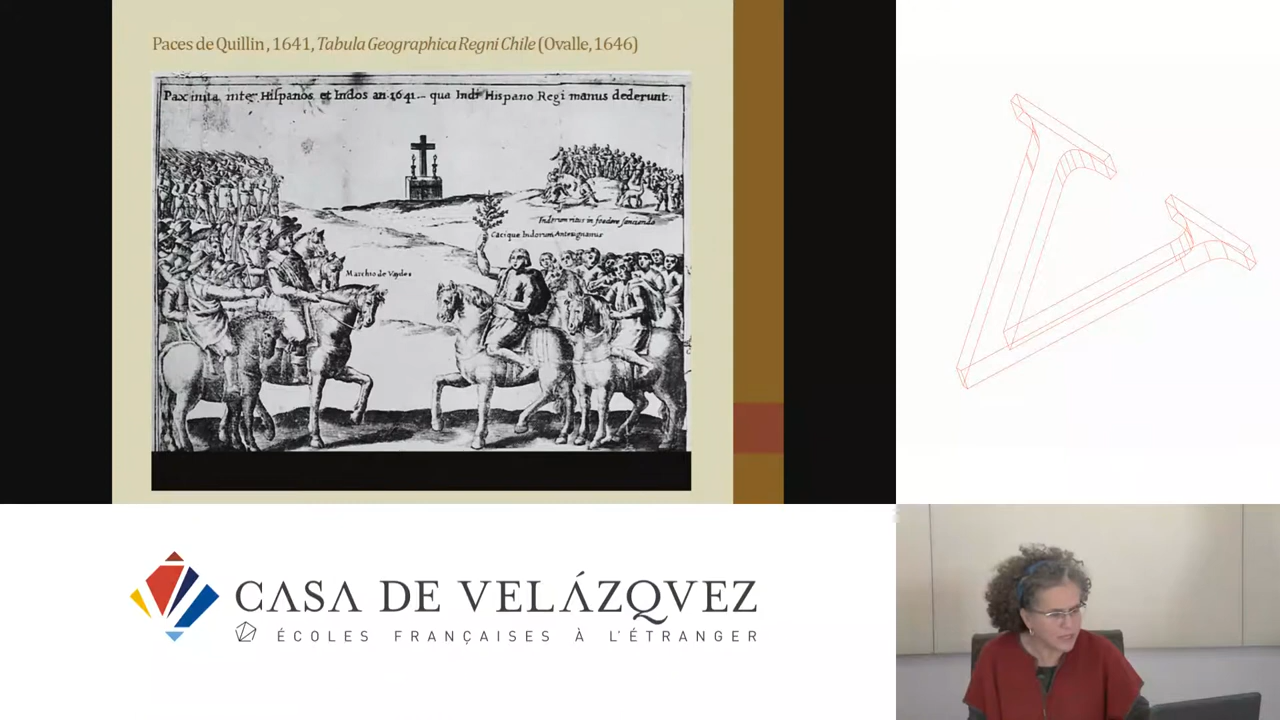 Paces de Quillin, 1641, Tabula Geographica Regni Chile (Ovalle, 1646)
Pax inita inter Hiſpanos et Indos an 1641 qua Indi Hispano Regi manus dederunt.
Indorum ritus in foedere sanciendo
Cacique Indorum Antesignanus
Marchio de Vaydes
CASA DE VELÁZQVEZ
ÉCOLES FRANÇAISES À L'ÉTRANGER